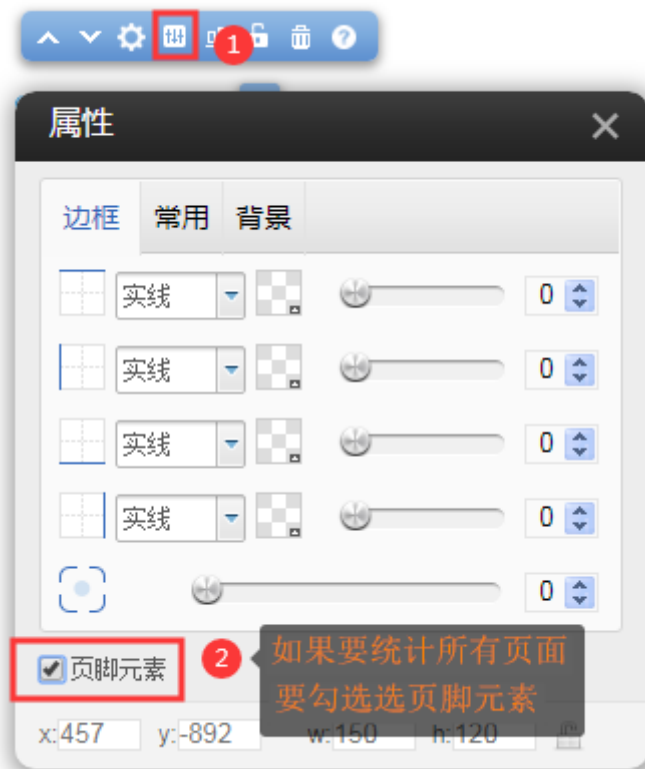 1
属性
边框 常用 背景
实线 0
实线 0
实线 0
实线 0
0
页脚元素
2
如果要统计所有页面
要勾选选页脚元素
x:457 y:-892 w:150 h:120